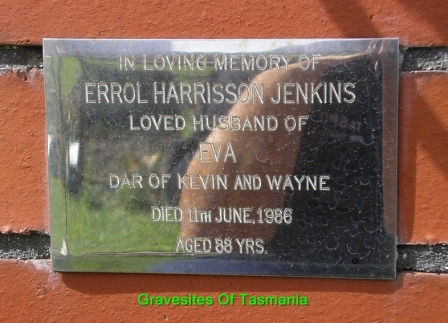 IN LOVING MEMORY OF
ERROL HARRISSON JENKINS
LOVED HUSBAND OF
EVA
DAR OF KEVIN AND WAYNE
DIED 11TH JUNE, 1986
AGED 88 YRS.
Gravesites Of Tasmania